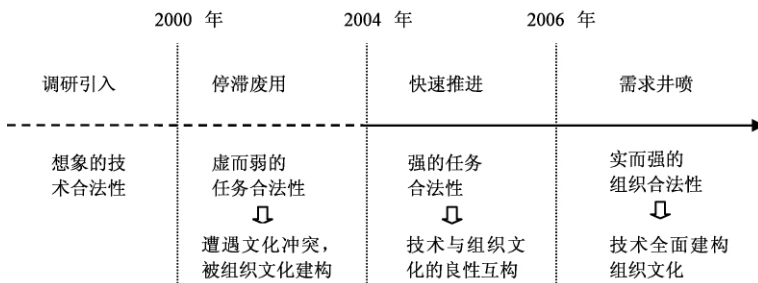 2000 年 2004 年 2006 年
调研引入 停滞废用 快速推进 需求井喷
想象的技 虚而弱的 强的任务 实而强的
术合法性 任务合法性 合法性 组织合法性
遭遇文化冲突， 技术与组织文 技术全面建构
被组织文化建构 化的良性互构 组织文化